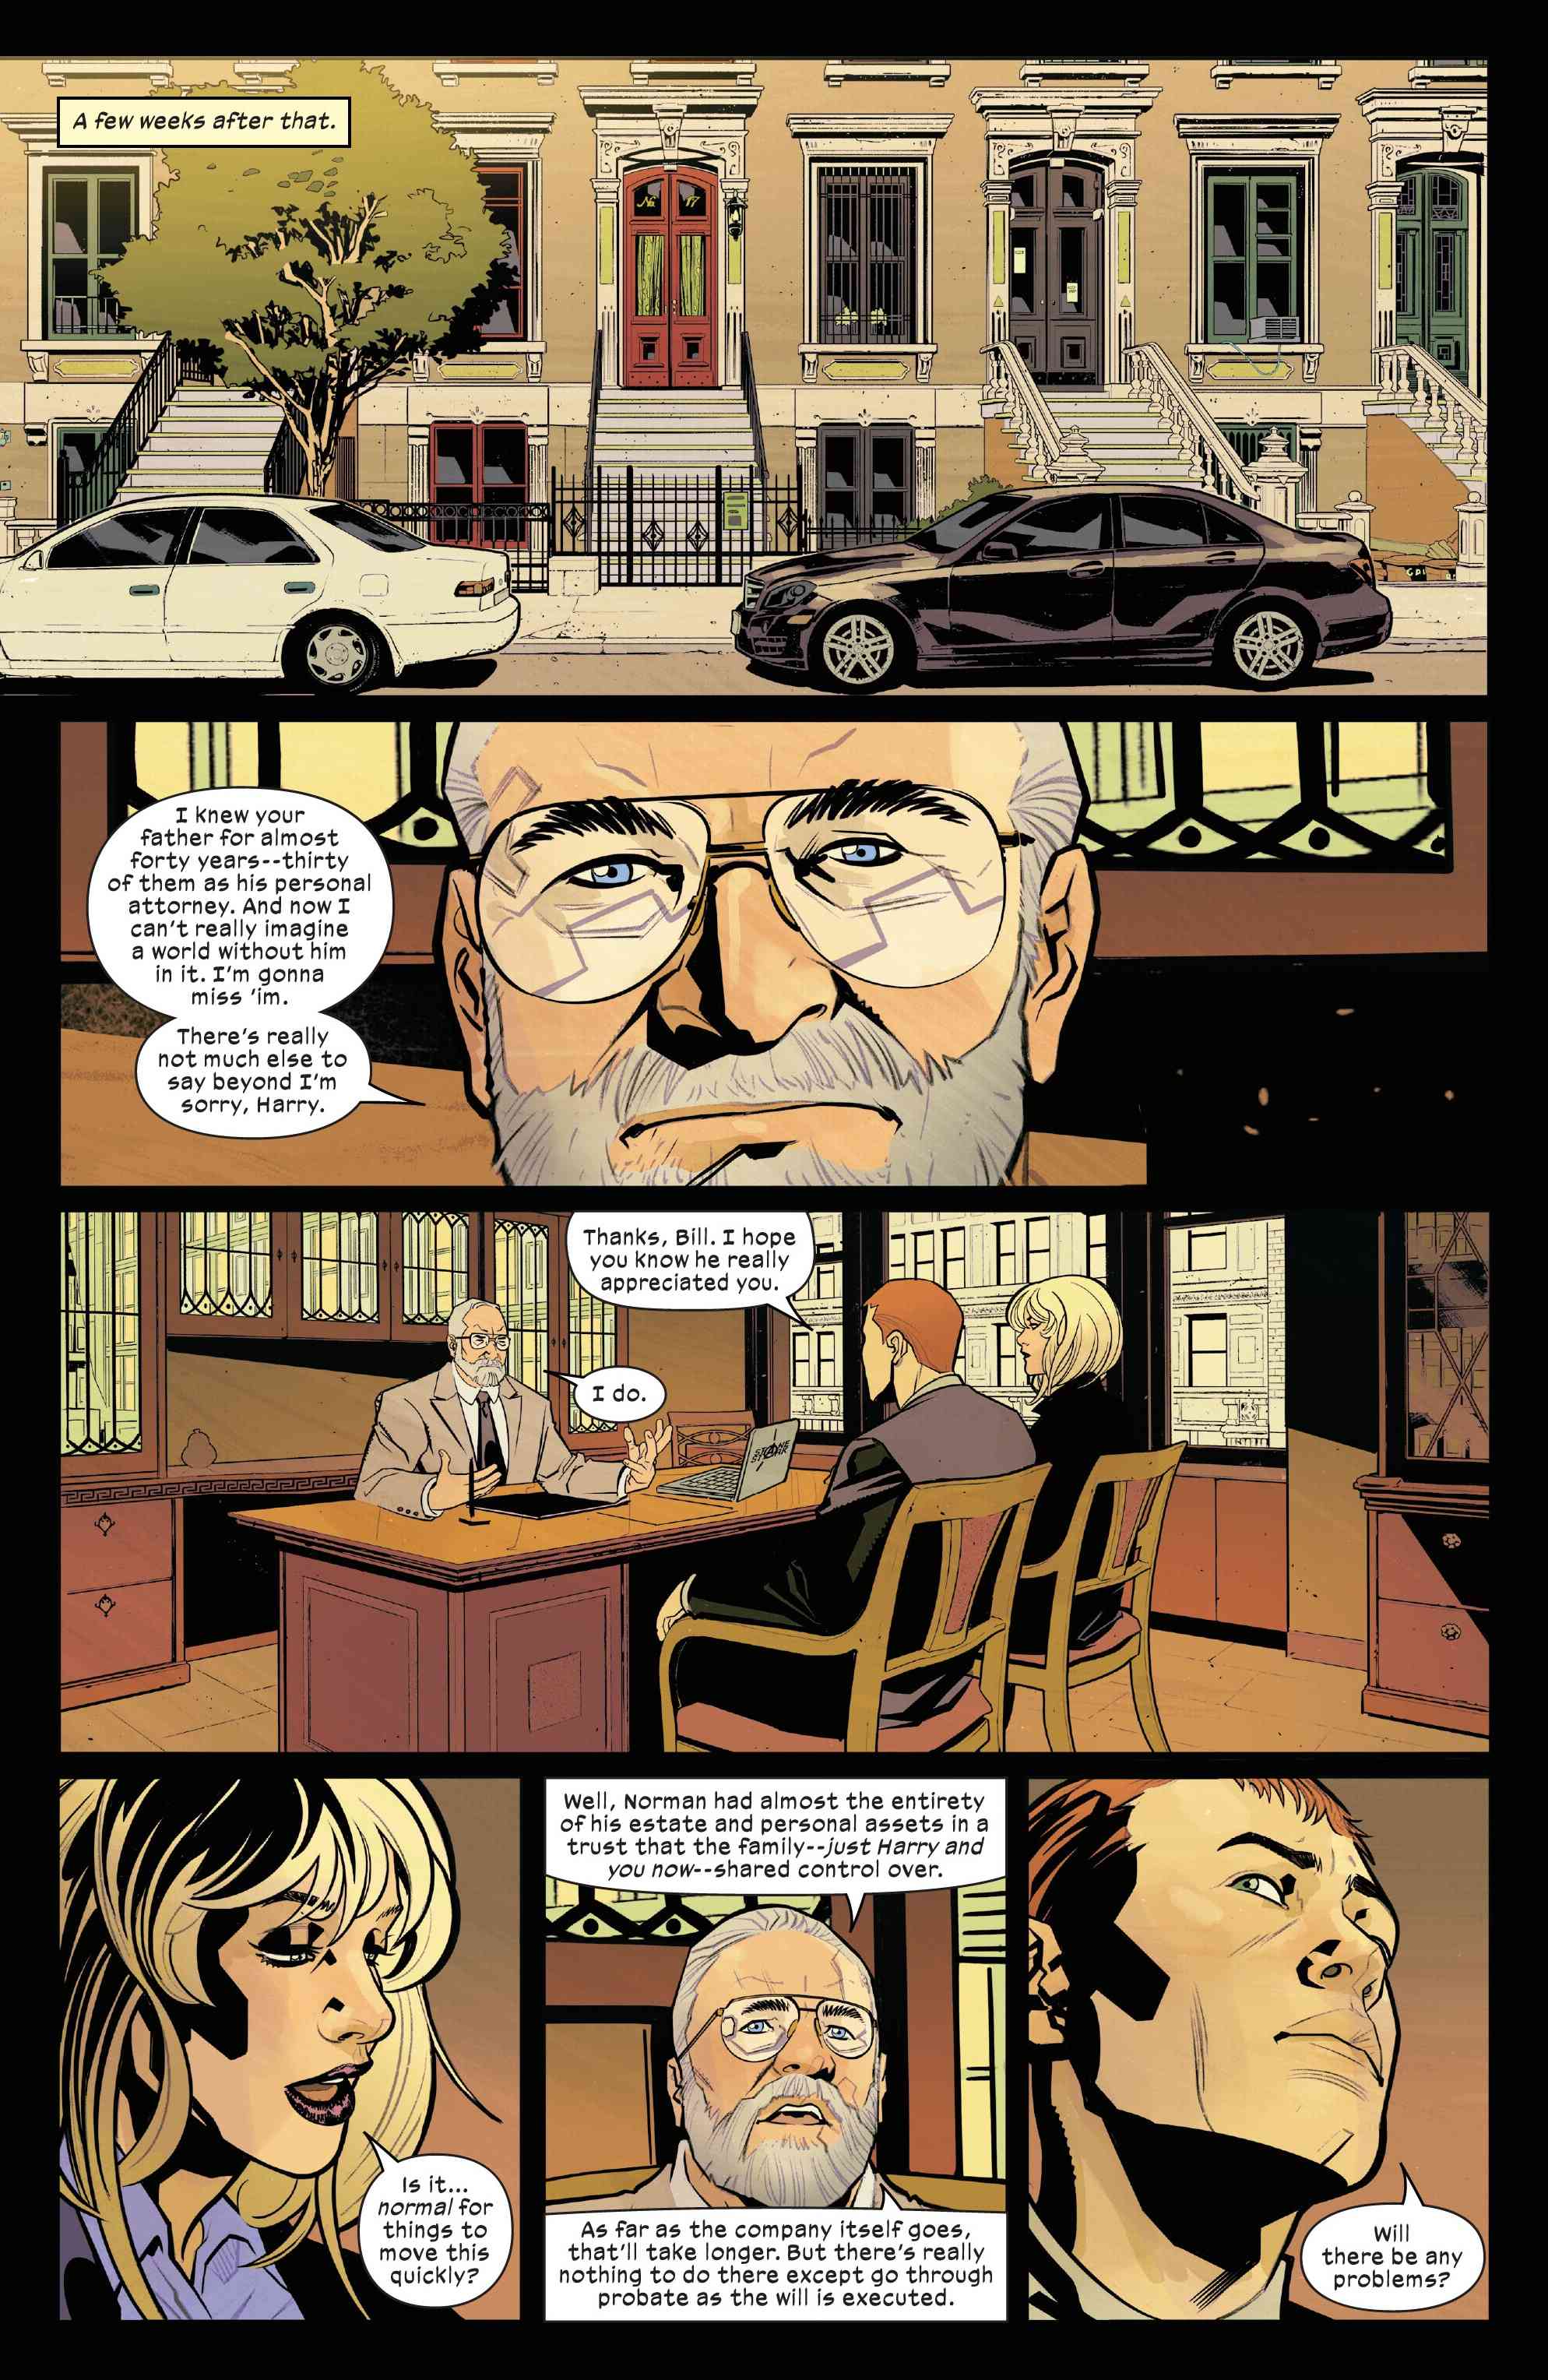 A few weeks after that.
No 17
I knew your
father for almost
forty years--thirty
of them as his personal
attorney. And now I
can't really imagine
a world without him
in it. I'm gonna
miss 'im.
There's really
not much else to
say beyond I'm
sorry, Harry.
Thanks, Bill. I hope
you know he really
appreciated you.
I do.
STANE
STARK
Is it...
normal for
things to
move this
quickly?
Well, Norman had almost the entirety
of his estate and personal assets in a
trust that the family--just Harry and
you now--shared control over.
As far as the company itself goes,
that'll take longer. But there's really
nothing to do there except go through
probate as the will is executed.
Will
there be any
problems?